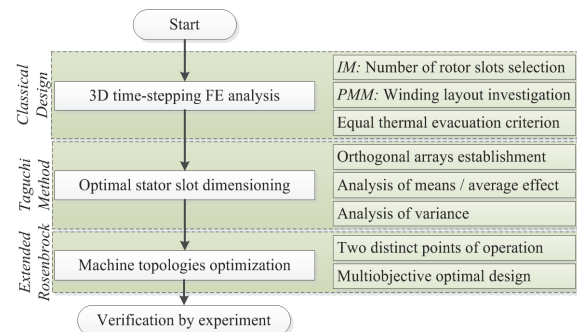 Start
Classical
Design
3D time-stepping FE analysis
IM: Number of rotor slots selection
PMM: Winding layout investigation
Equal thermal evacuation criterion
Taguchi
Method
Optimal stator slot dimensioning
Orthogonal arrays establishment
Analysis of means / average effect
Analysis of variance
Extended
Rosenbrock
Machine topologies optimization
Two distinct points of operation
Multiobjective optimal design
Verification by experiment